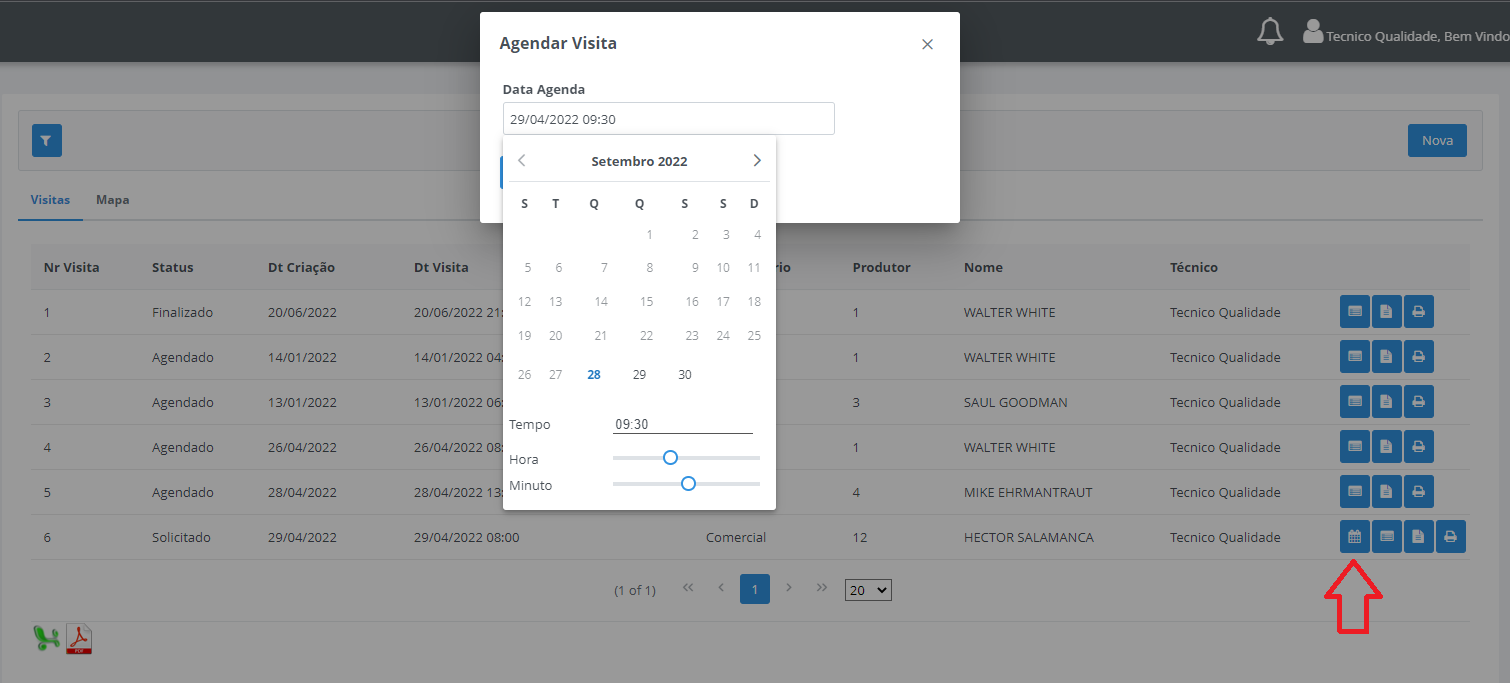 Tecnico Qualidade, Bem Vindo
Agendar Visita
Data Agenda
29/04/2022 09:30
Nova
Setembro 2022
S T Q Q S S D
1 2 3 4
5 6 7 8 9 10 11
12 13 14 15 16 17 18
19 20 21 22 23 24 25
26 27 28 29 30
Tempo 09:30
Hora
Minuto
Visitas Mapa
Nr Visita Status Dt Criação Dt Visita Produtor Nome Técnico
1 Finalizado 20/06/2022 20/06/2022 21: 1 WALTER WHITE Tecnico Qualidade
2 Agendado 14/01/2022 14/01/2022 04: 1 WALTER WHITE Tecnico Qualidade
3 Agendado 13/01/2022 13/01/2022 06: 3 SAUL GOODMAN Tecnico Qualidade
4 Agendado 26/04/2022 26/04/2022 08: 1 WALTER WHITE Tecnico Qualidade
5 Agendado 28/04/2022 28/04/2022 13: 4 MIKE EHRMANTRAUT Tecnico Qualidade
6 Solicitado 29/04/2022 29/04/2022 08:00 Comercial 12 HECTOR SALAMANCA Tecnico Qualidade
(1 of 1) 1 20
PDF